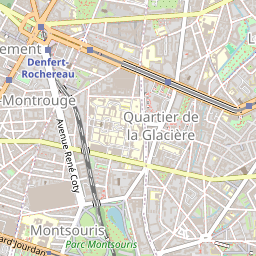 ement
Denfert-
Rochereau
Montrouge
Quartier de
la Glacière
Avenue René Coty
Montsouris
Parc Montsouris
ard Jourdan
L